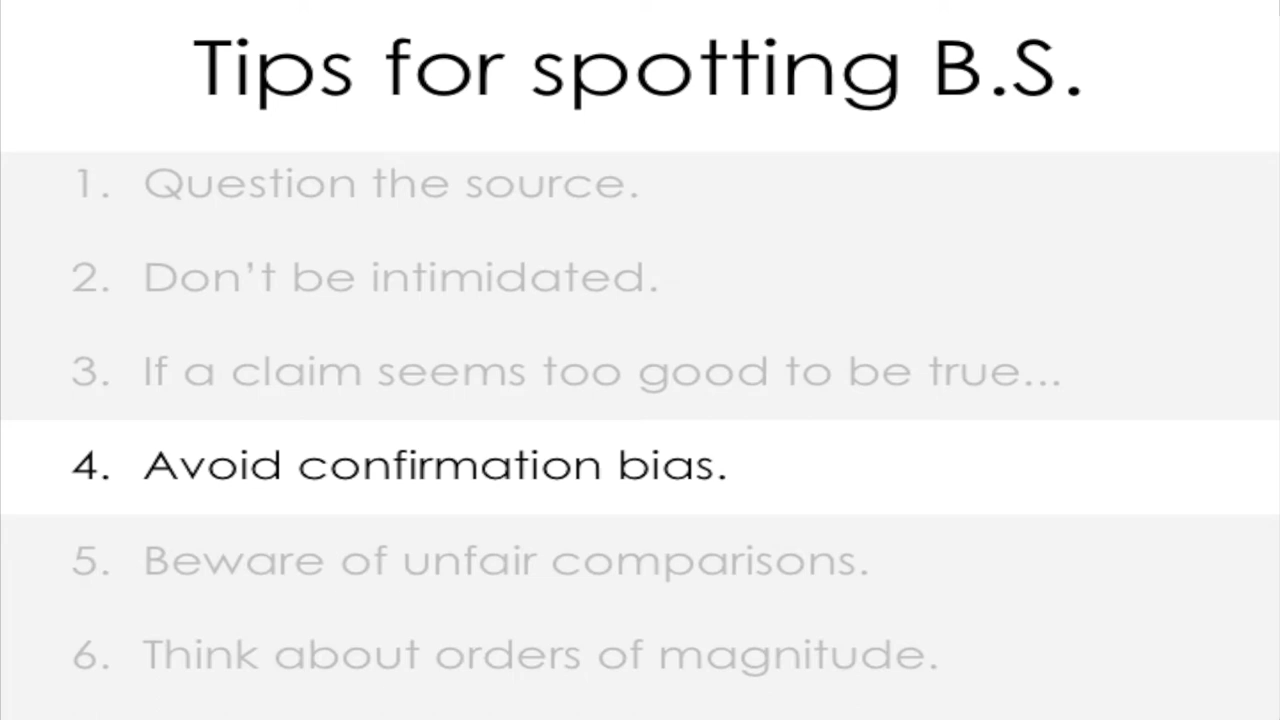 Tips for spotting B.S.
1. Question the source.
2. Don't be intimidated.
3. If a claim seems too good to be true...
4. Avoid confirmation bias.
5. Beware of unfair comparisons.
6. Think about orders of magnitude.